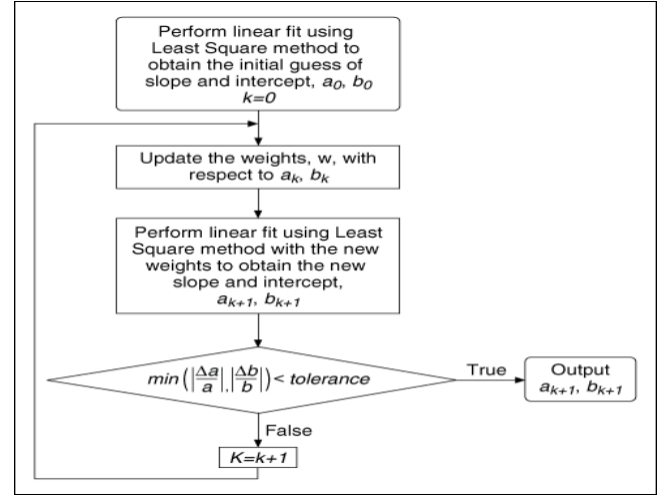 Perform linear fit using
Least Square method to
obtain the initial guess of
slope and intercept, a₀, b₀
k=0
Update the weights, w, with
respect to aₖ, bₖ
Perform linear fit using Least
Square method with the new
weights to obtain the new
slope and intercept,
aₖ₊₁, bₖ₊₁
min(|Δa/a|,|Δb/b|)< tolerance
True
Output
aₖ₊₁, bₖ₊₁
False
K=k+1